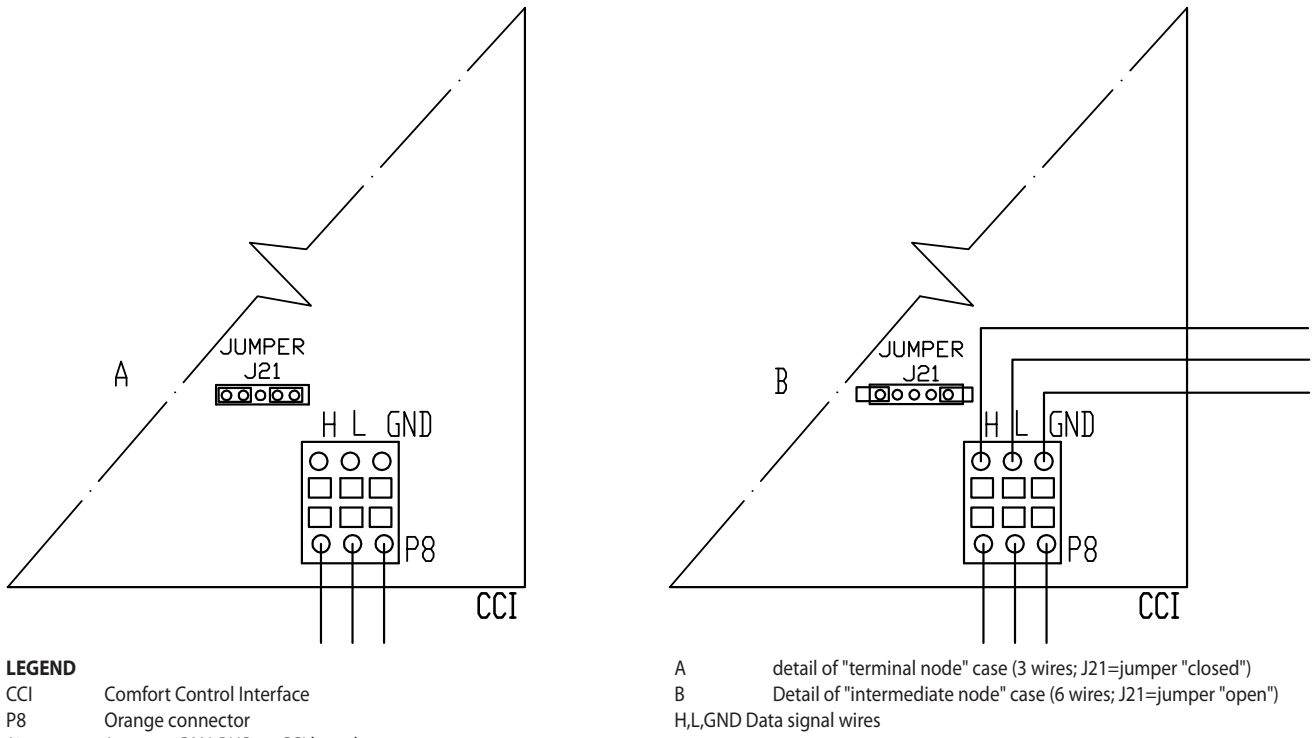 A
JUMPER
J21
H L GND
P8
CCI
B
JUMPER
J21
H L GND
P8
CCI
LEGEND
CCI Comfort Control Interface
P8 Orange connector
A detail of "terminal node" case (3 wires; J21=jumper "closed")
B Detail of "intermediate node" case (6 wires; J21=jumper "open")
H,L,GND Data signal wires